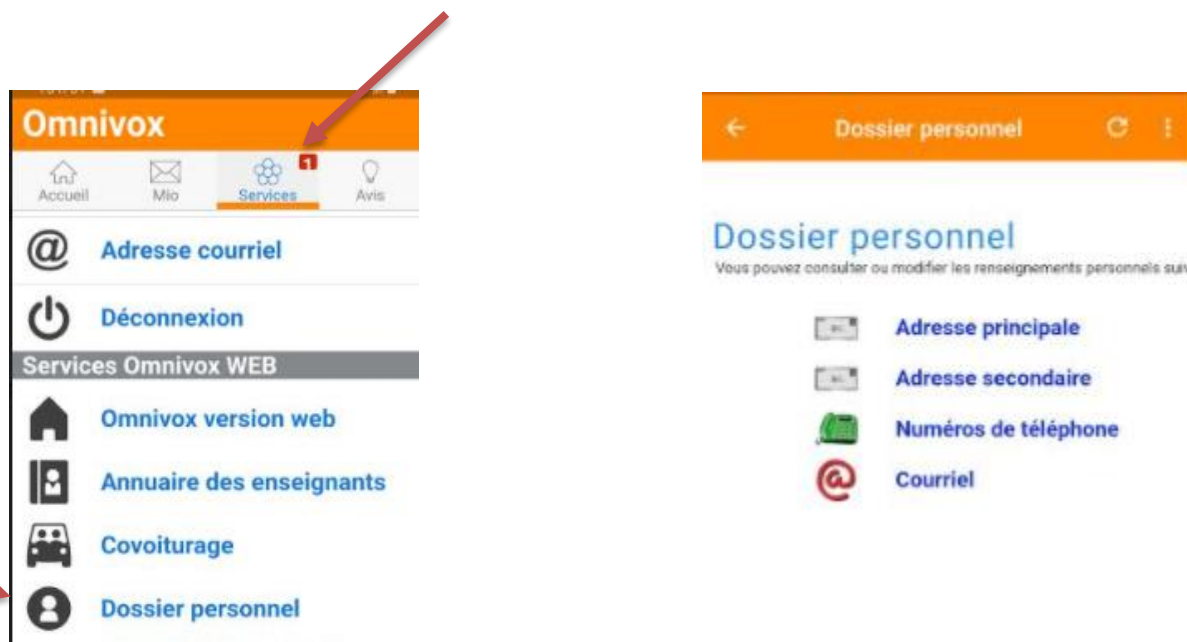 Omnivox
1
Accueil
Mio
Services
Avis
Adresse courriel
Déconnexion
Services Omnivox WEB
Omnivox version web
Annuaire des enseignants
Covoiturage
Dossier personnel
Dossier personnel
Dossier personnel
Vous pouvez consulter ou modifier les renseignements personnels
Adresse principale
Adresse secondaire
Numéros de téléphone
Courriel